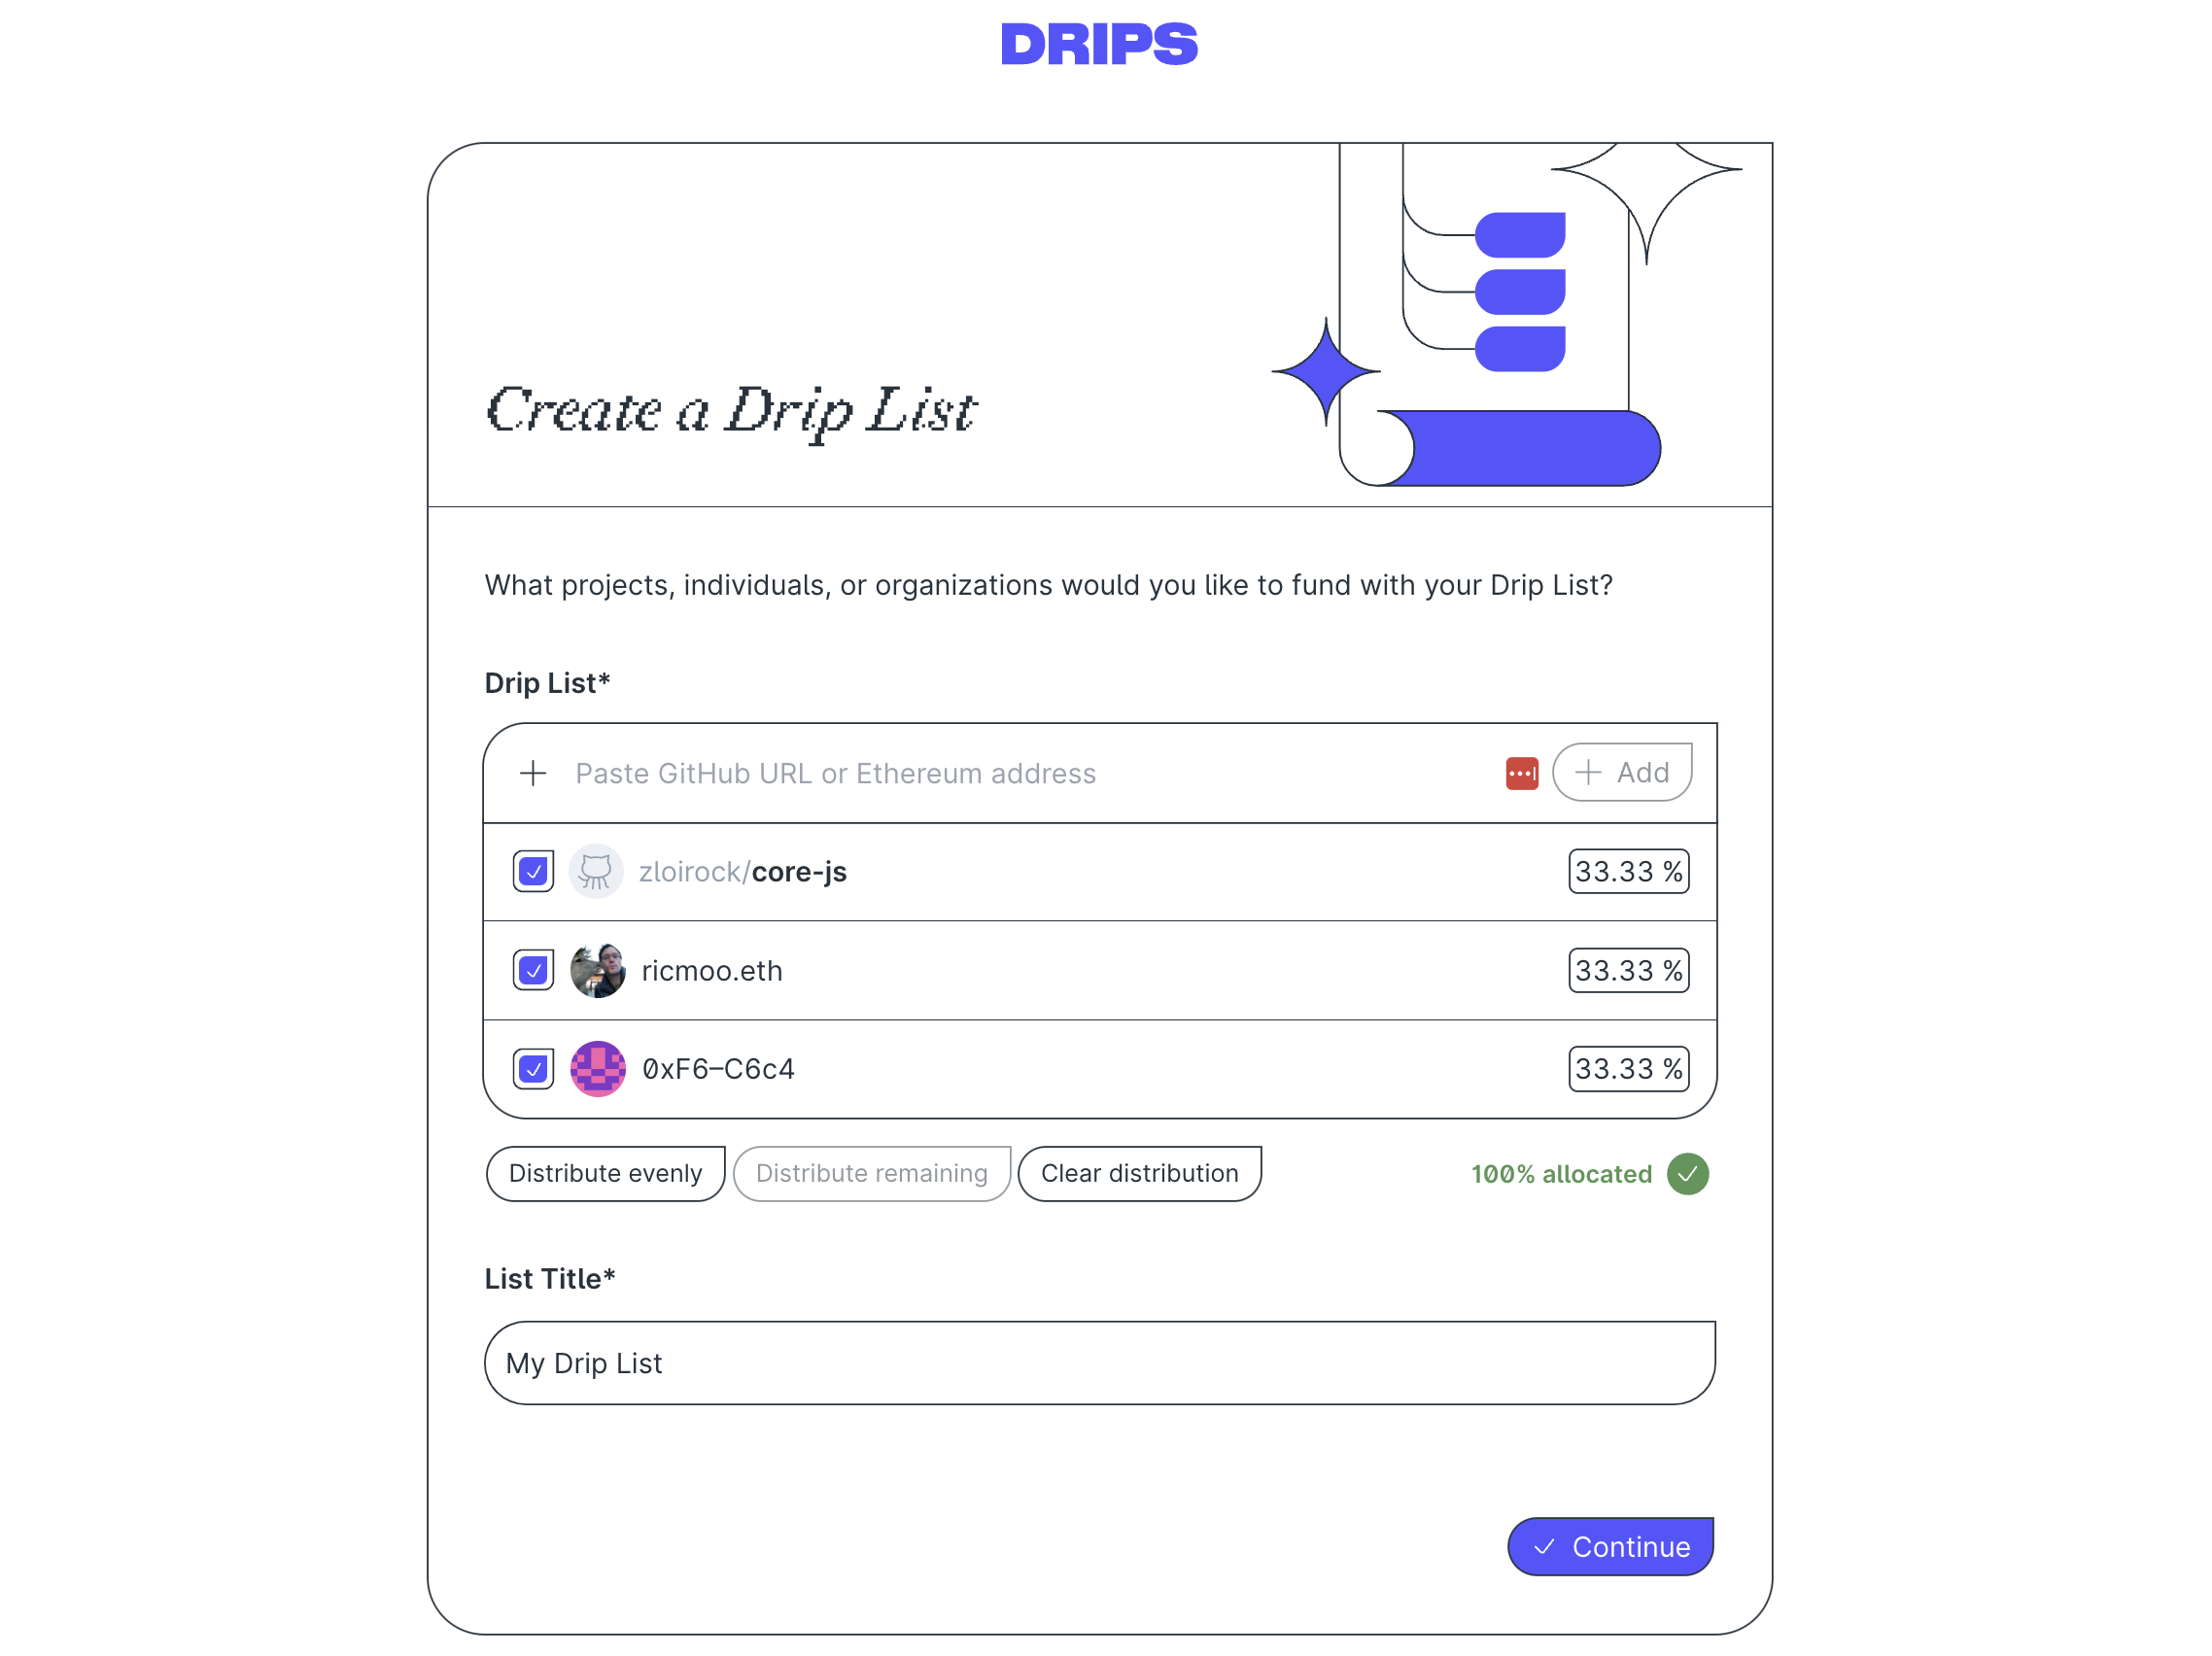 DRIPS
Create a Drip List
What projects, individuals, or organizations would you like to fund with your Drip List?
Drip List*
Paste GitHub URL or Ethereum address
Add
zloirock/core-js
33.33 %
ricmoo.eth
33.33 %
0xF6–C6c4
33.33 %
Distribute evenly
Distribute remaining
Clear distribution
100% allocated
List Title*
My Drip List
Continue